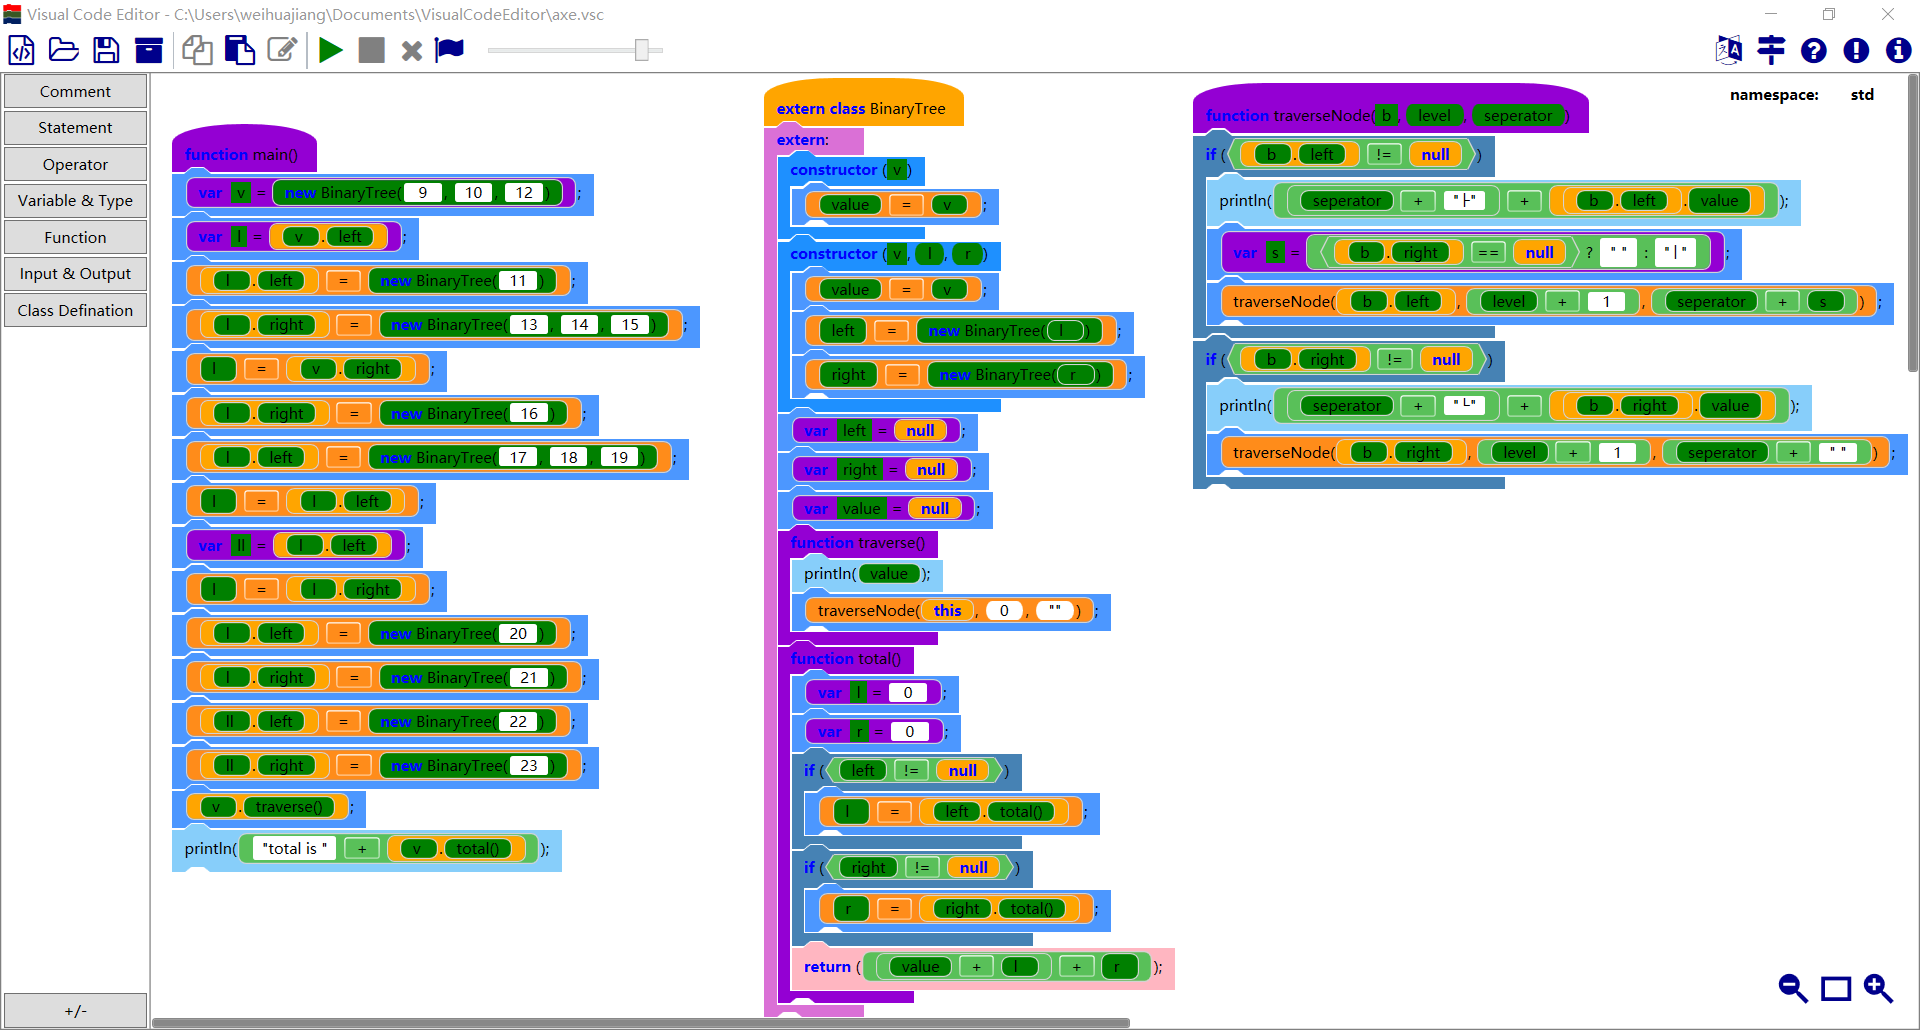 Visual Code Editor - C:\Users\weihuajiang\Documents\VisualCodeEditor\axe.vsc
Comment
Statement
Operator
Variable & Type
Function
Input & Output
Class Defination
+/-
function main()
var v = new BinaryTree( 9 , 10 , 12 ) ;
var l = v . left ;
l . left = new BinaryTree( 11 ) ;
l . right = new BinaryTree( 13 , 14 , 15 ) ;
l = v . right ;
l . right = new BinaryTree( 16 ) ;
l . left = new BinaryTree( 17 , 18 , 19 ) ;
l = l . left ;
var ll = l . left ;
l = l . right ;
l . left = new BinaryTree( 20 ) ;
l . right = new BinaryTree( 21 ) ;
ll . left = new BinaryTree( 22 ) ;
ll . right = new BinaryTree( 23 ) ;
v . traverse() ;
println( "total is " + v . total() );
extern class BinaryTree
extern:
constructor ( v )
value = v ;
constructor ( v , l , r )
value = v ;
left = new BinaryTree( l ) ;
right = new BinaryTree( r ) ;
var left = null ;
var right = null ;
var value = null ;
function traverse()
println( value );
traverseNode( this , 0 , "" ) ;
function total()
var l = 0 ;
var r = 0 ;
if ( left != null )
l = left . total() ;
if ( right != null )
r = right . total() ;
return ( value + l + r );
function traverseNode( b , level , seperator )
if ( b . left != null )
println( seperator + "├" + b . left . value );
var s = b . right == null ? " " : "│" ;
traverseNode( b . left , level + 1 , seperator + s ) ;
if ( b . right != null )
println( seperator + "└" + b . right . value );
traverseNode( b . right , level + 1 , seperator + " " ) ;
namespace: std